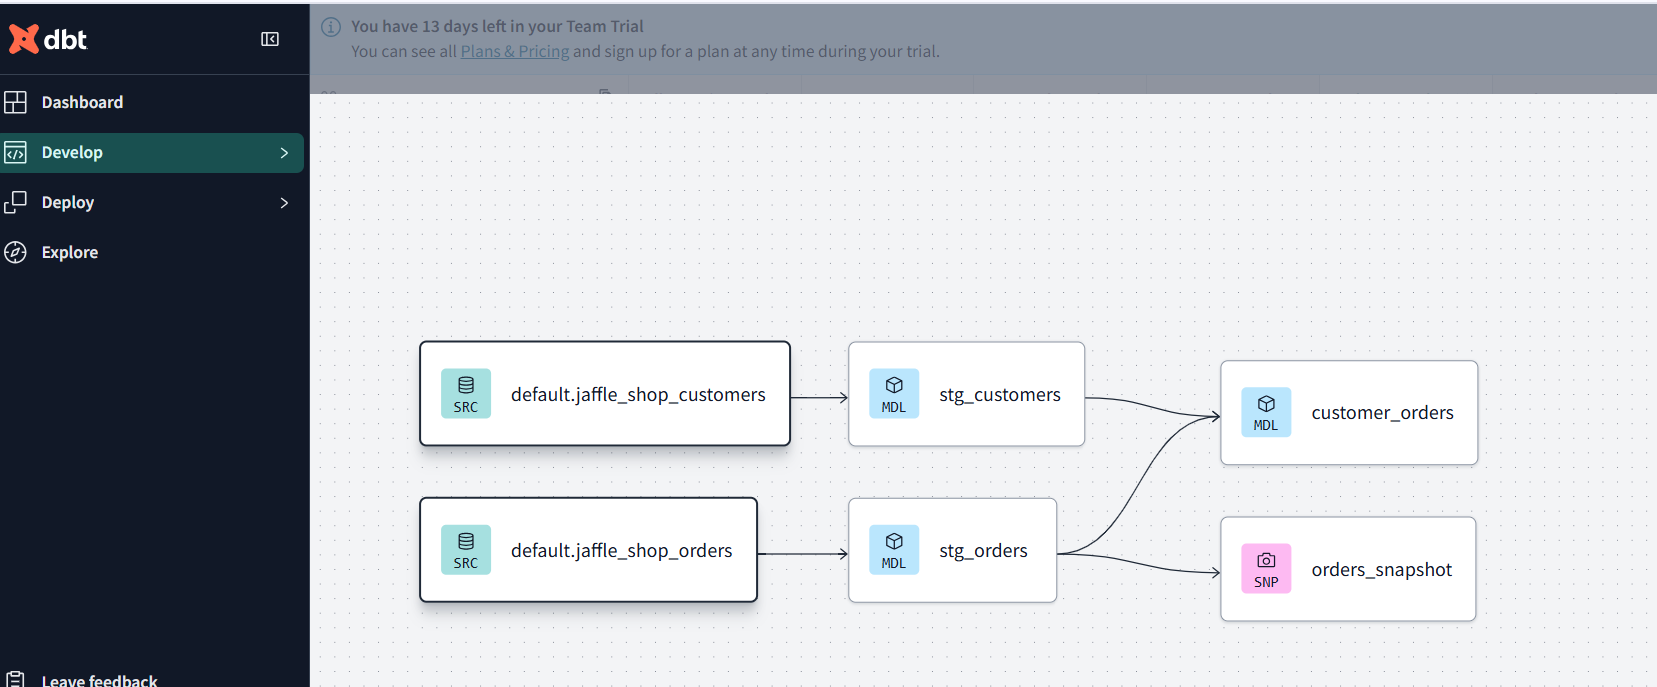 dbt
You have 13 days left in your Team Trial
You can see all Plans & Pricing and sign up for a plan at any time during your trial.
Dashboard
Develop
Deploy
Explore
Leave feedback
SRC
default.jaffle_shop_customers
MDL
stg_customers
MDL
customer_orders
SRC
default.jaffle_shop_orders
MDL
stg_orders
SNP
orders_snapshot